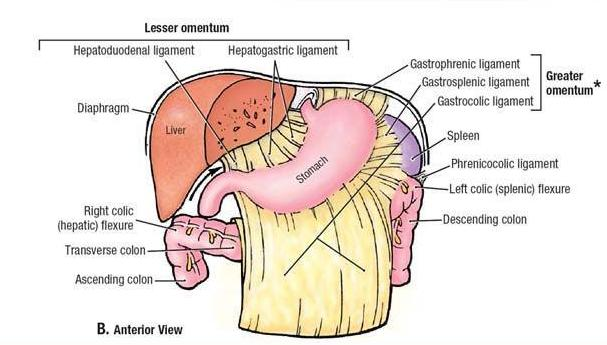 Lesser omentum
Hepatoduodenal ligament
Hepatogastric ligament
Gastrophrenic ligament
Gastrosplenic ligament
Gastrocolic ligament
Greater
omentum*
Diaphragm
Liver
Spleen
Stomach
Phrenicocolic ligament
Left colic (splenic) flexure
Right colic
(hepatic) flexure
Descending colon
Transverse colon
Ascending colon
B. Anterior View